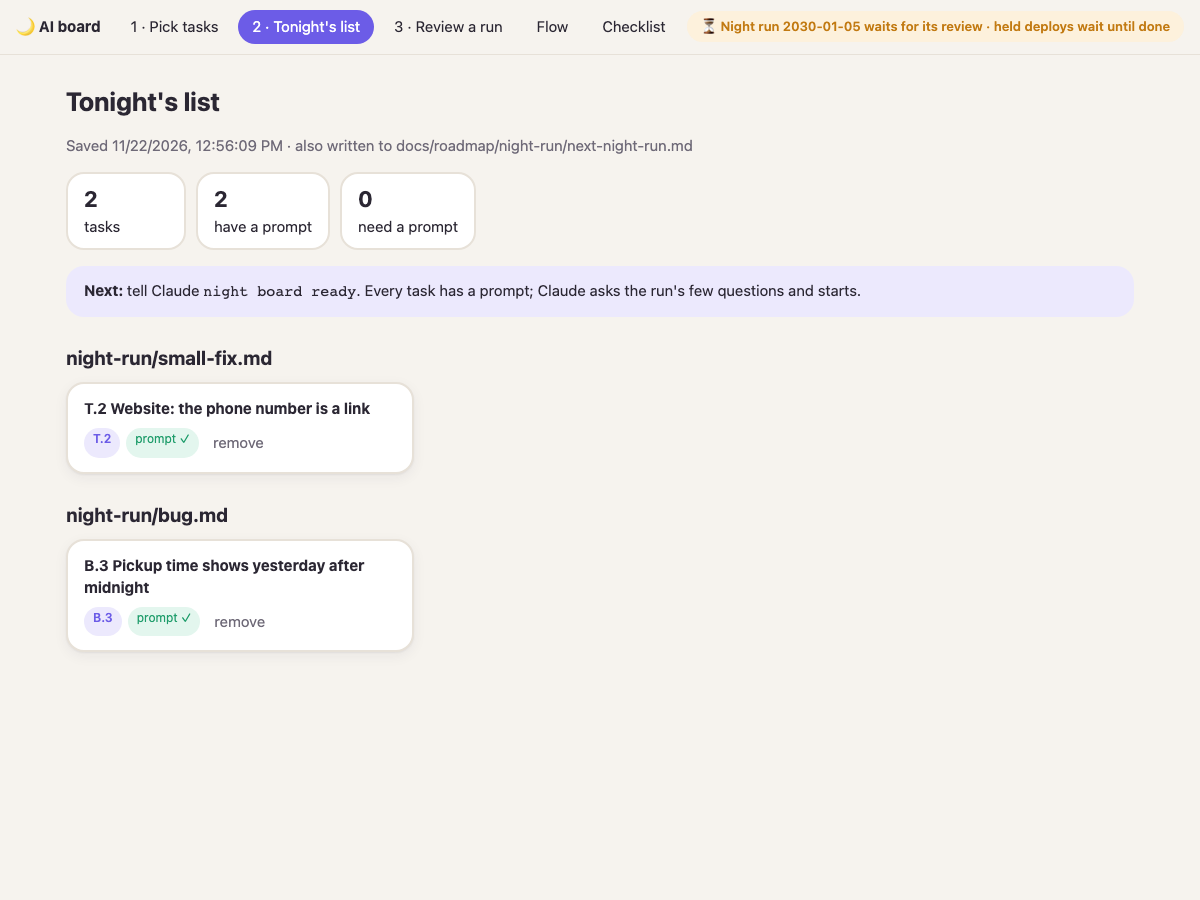 🌙 AI board
1 · Pick tasks
2 · Tonight's list
3 · Review a run
Flow
Checklist
⏳ Night run 2030-01-05 waits for its review · held deploys wait until done
Tonight's list
Saved 11/22/2026, 12:56:09 PM · also written to docs/roadmap/night-run/next-night-run.md
2
tasks
2
have a prompt
0
need a prompt
Next: tell Claude night board ready. Every task has a prompt; Claude asks the run's few questions and starts.
night-run/small-fix.md
T.2 Website: the phone number is a link
T.2 prompt ✓ remove
night-run/bug.md
B.3 Pickup time shows yesterday after
midnight
B.3 prompt ✓ remove